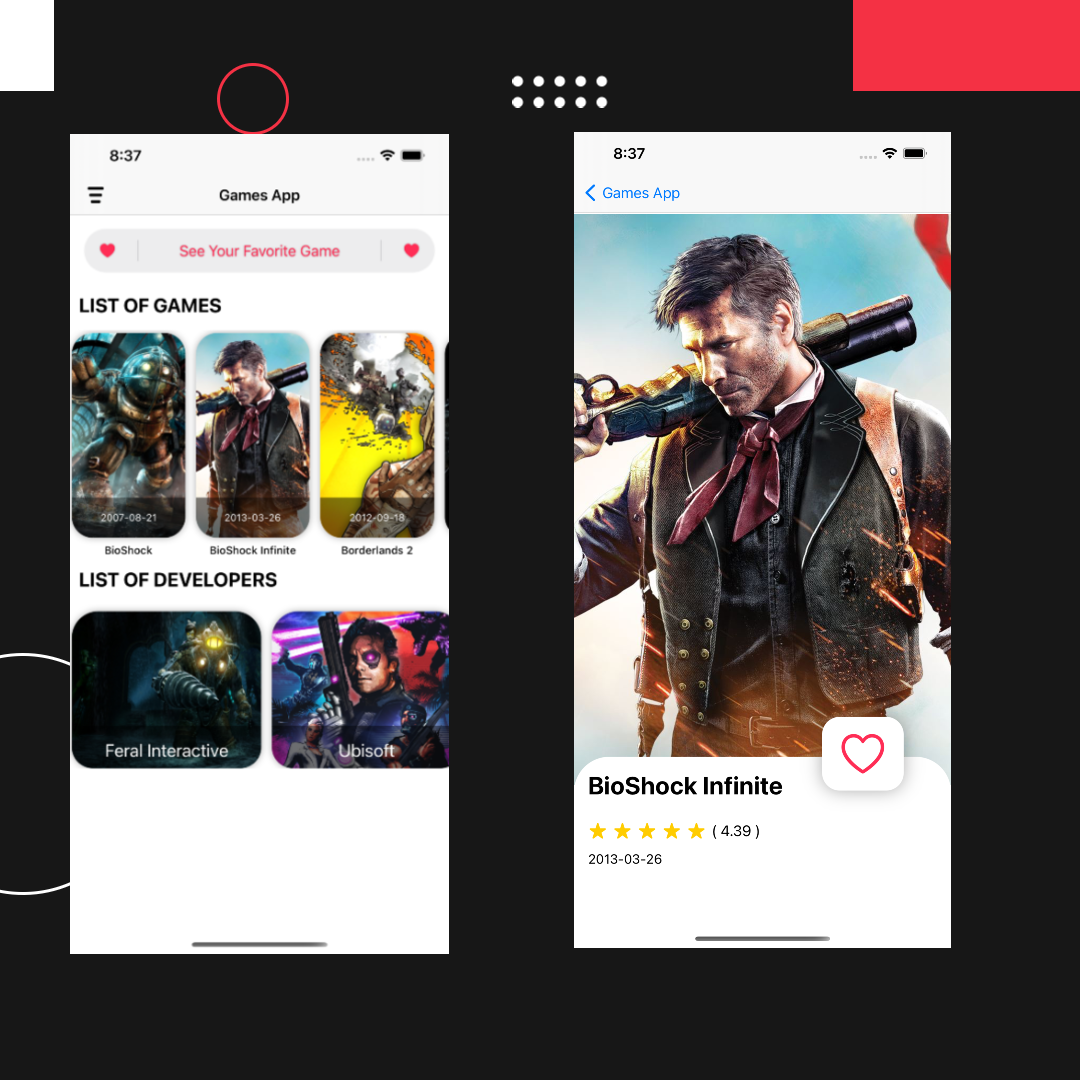 8:37
Games App
See Your Favorite Game
LIST OF GAMES
2007-08-21
2013-03-26
2012-09-18
BioShock
BioShock Infinite
Borderlands 2
LIST OF DEVELOPERS
Feral Interactive
Ubisoft
8:37
Games App
BioShock Infinite
( 4.39 )
2013-03-26